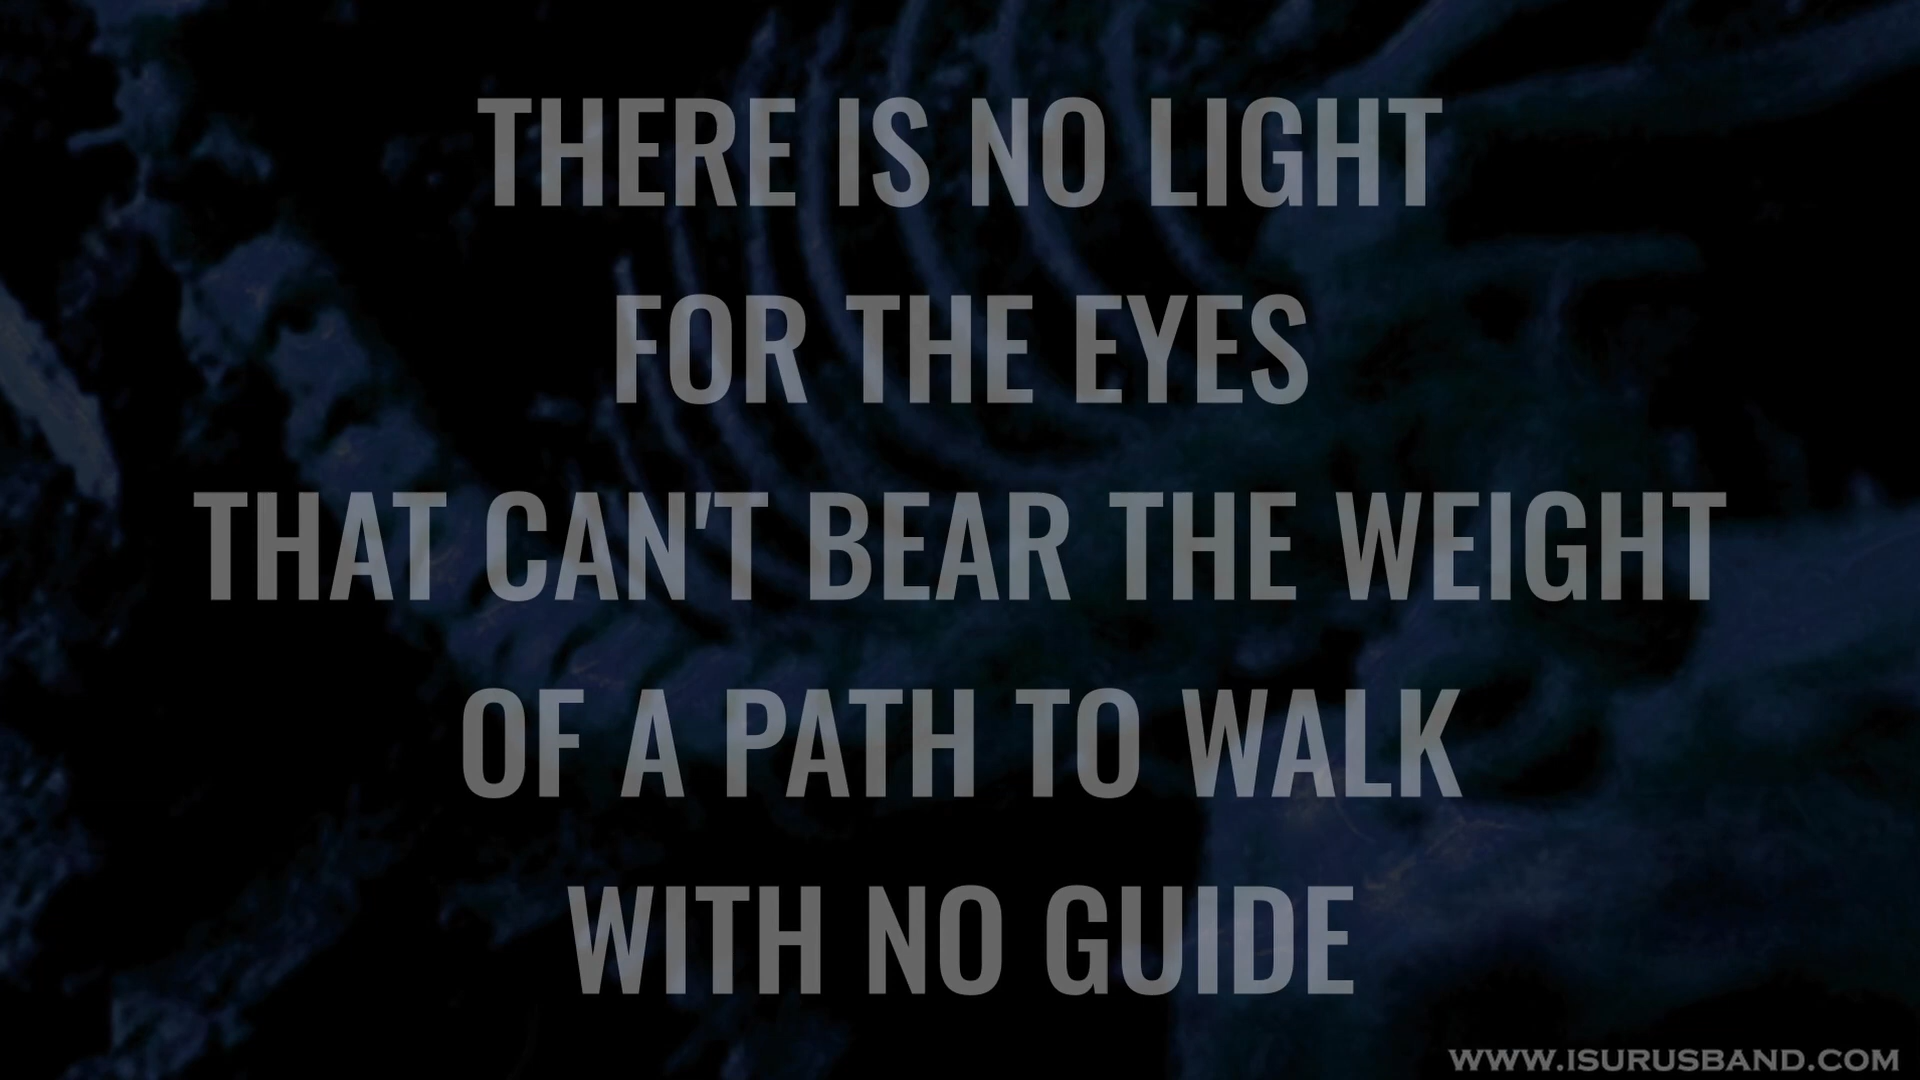 THERE IS NO LIGHT
FOR THE EYES
THAT CAN'T BEAR THE WEIGHT
OF A PATH TO WALK
WITH NO GUIDE
WWW.ISURUSBAND.COM